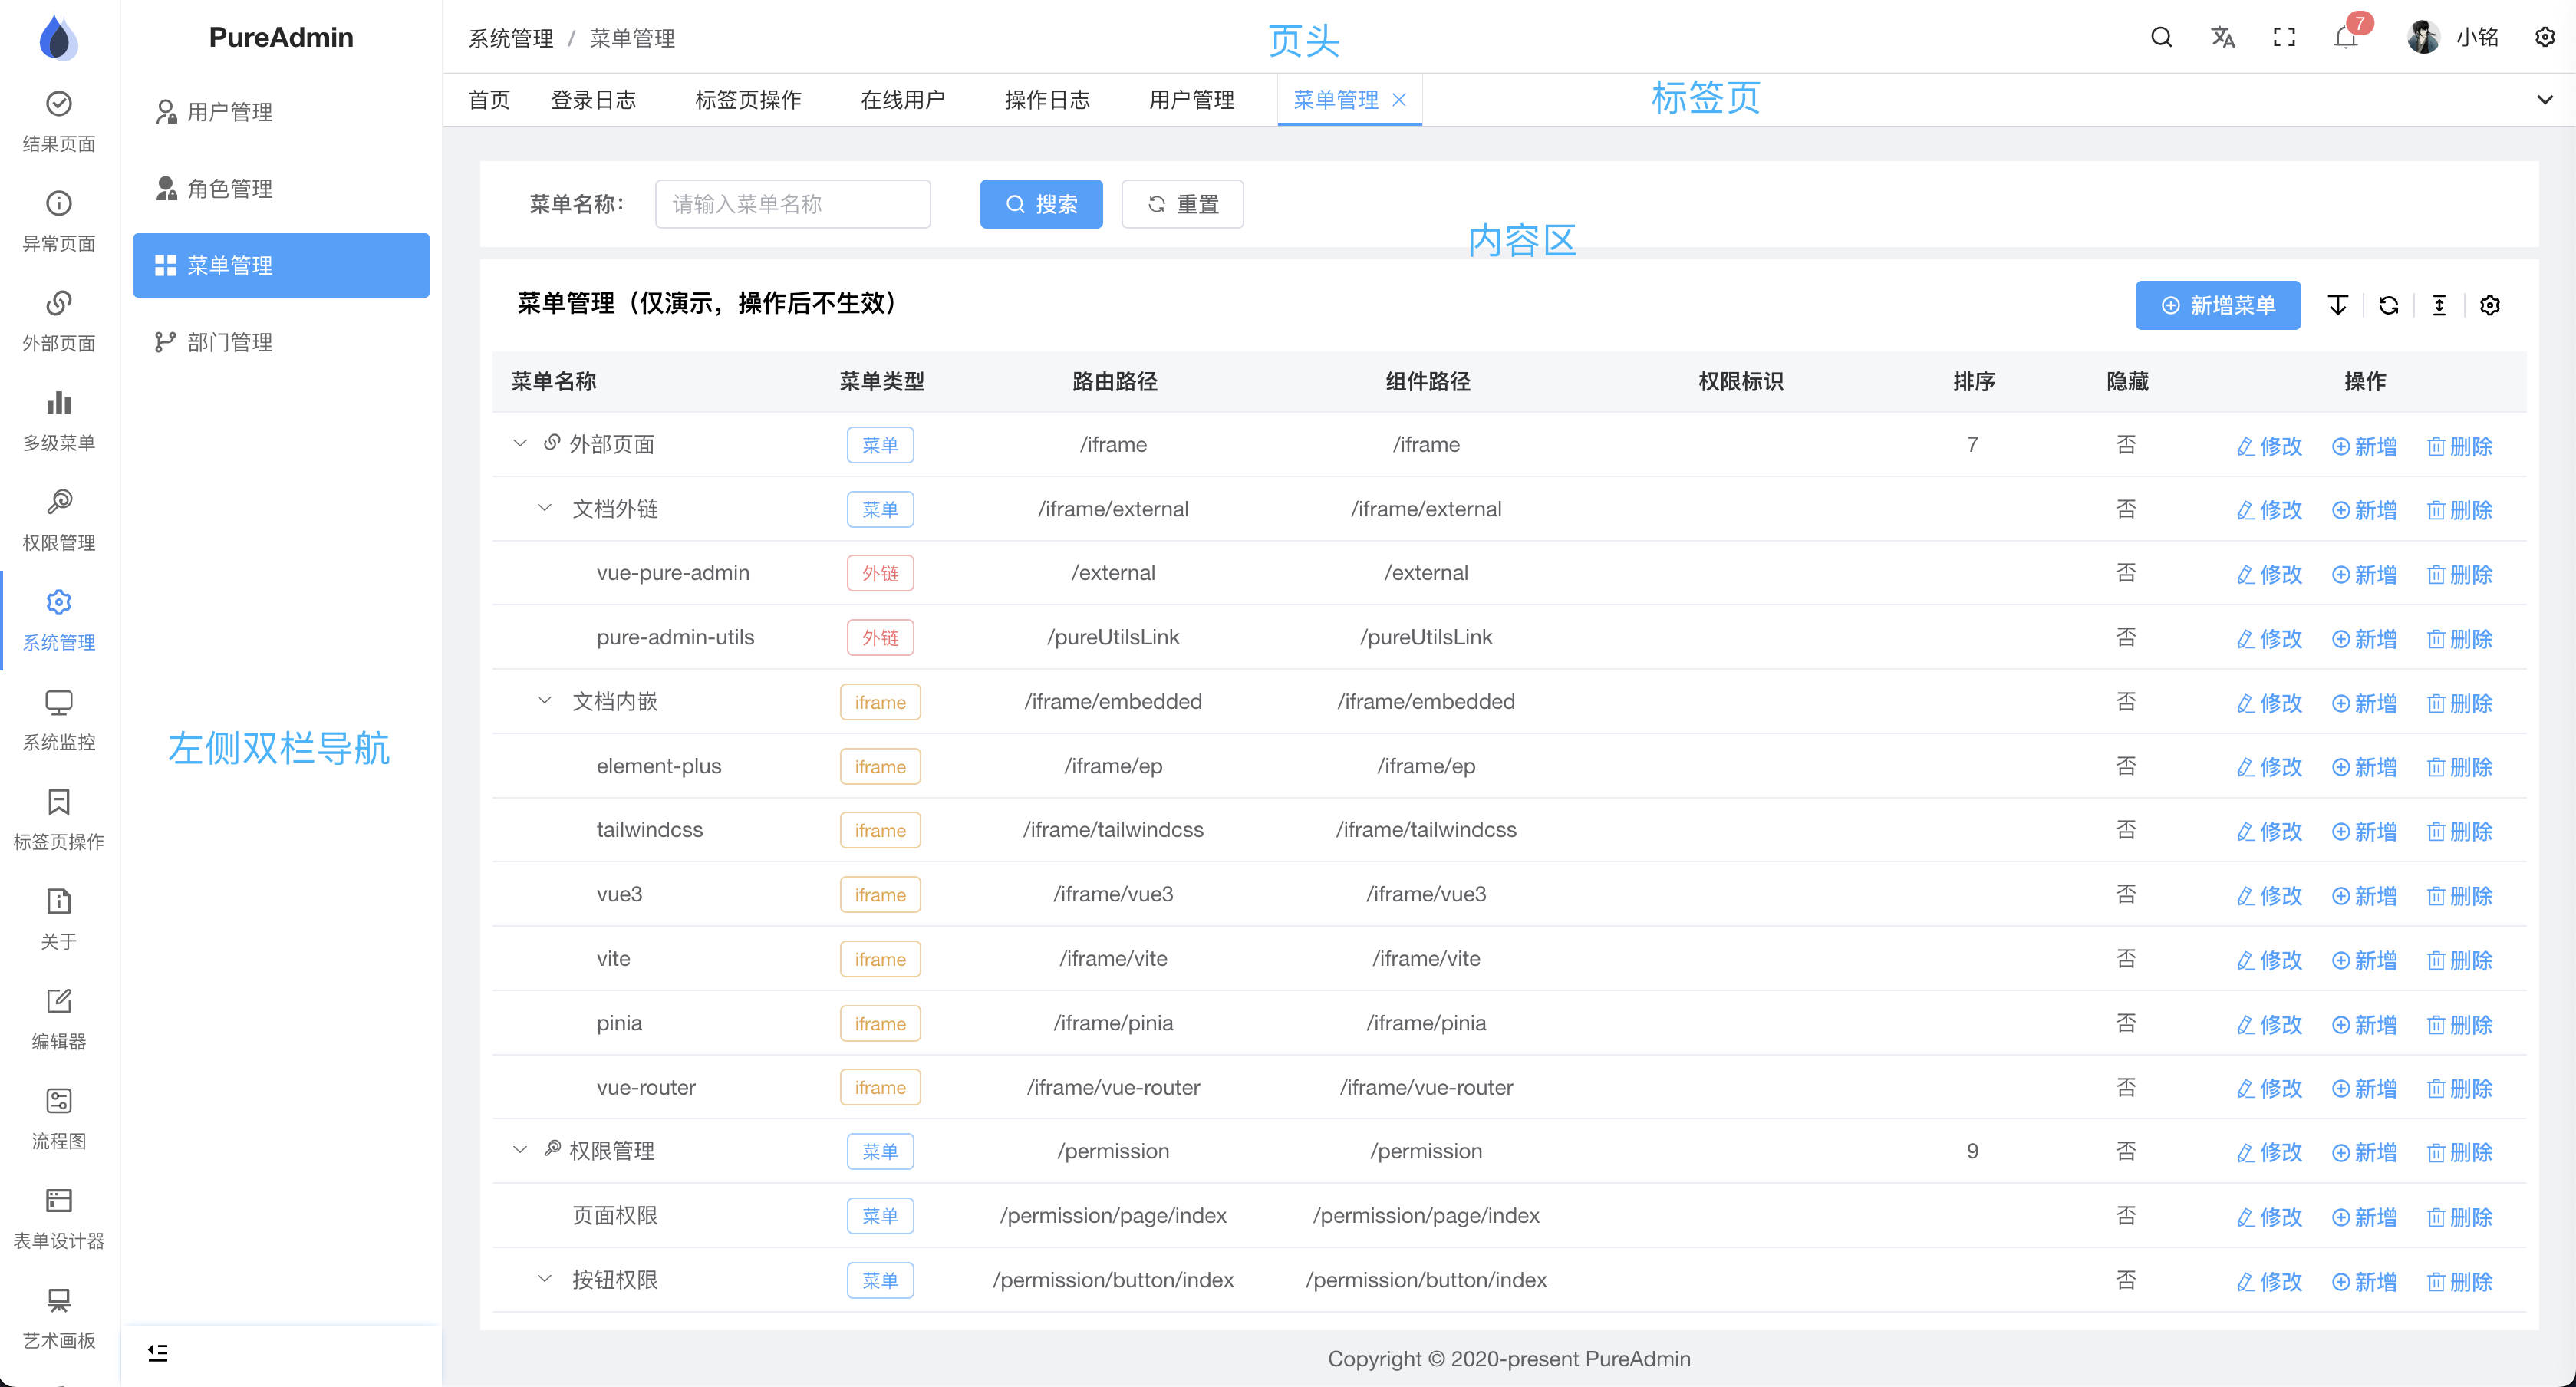 PureAdmin
系统管理 / 菜单管理
页头
7
小铭
首页 登录日志 标签页操作 在线用户 操作日志 用户管理 菜单管理
标签页
结果页面
异常页面
外部页面
多级菜单
权限管理
系统管理
系统监控
标签页操作
关于
编辑器
流程图
表单设计器
艺术画板
用户管理
角色管理
菜单管理
部门管理
左侧双栏导航
菜单名称： 请输入菜单名称 搜索 重置
内容区
菜单管理（仅演示，操作后不生效） 新增菜单
菜单名称 菜单类型 路由路径 组件路径 权限标识 排序 隐藏 操作
外部页面 菜单 /iframe /iframe 7 否 修改 新增 删除
文档外链 菜单 /iframe/external /iframe/external 否 修改 新增 删除
vue-pure-admin 外链 /external /external 否 修改 新增 删除
pure-admin-utils 外链 /pureUtilsLink /pureUtilsLink 否 修改 新增 删除
文档内嵌 iframe /iframe/embedded /iframe/embedded 否 修改 新增 删除
element-plus iframe /iframe/ep /iframe/ep 否 修改 新增 删除
tailwindcss iframe /iframe/tailwindcss /iframe/tailwindcss 否 修改 新增 删除
vue3 iframe /iframe/vue3 /iframe/vue3 否 修改 新增 删除
vite iframe /iframe/vite /iframe/vite 否 修改 新增 删除
pinia iframe /iframe/pinia /iframe/pinia 否 修改 新增 删除
vue-router iframe /iframe/vue-router /iframe/vue-router 否 修改 新增 删除
权限管理 菜单 /permission /permission 9 否 修改 新增 删除
页面权限 菜单 /permission/page/index /permission/page/index 否 修改 新增 删除
按钮权限 菜单 /permission/button/index /permission/button/index 否 修改 新增 删除
Copyright © 2020-present PureAdmin